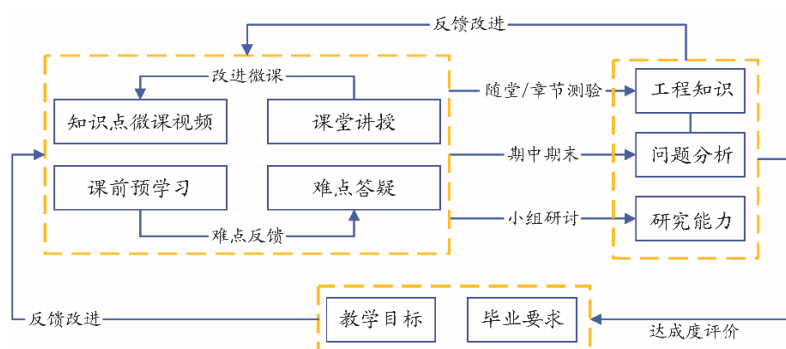 反馈改进
改进微课
随堂/章节测验
工程知识
知识点微课视频
课堂讲授
期中期末
问题分析
课前预学习
难点答疑
小组研讨
研究能力
难点反馈
反馈改进
教学目标
毕业要求
达成度评价